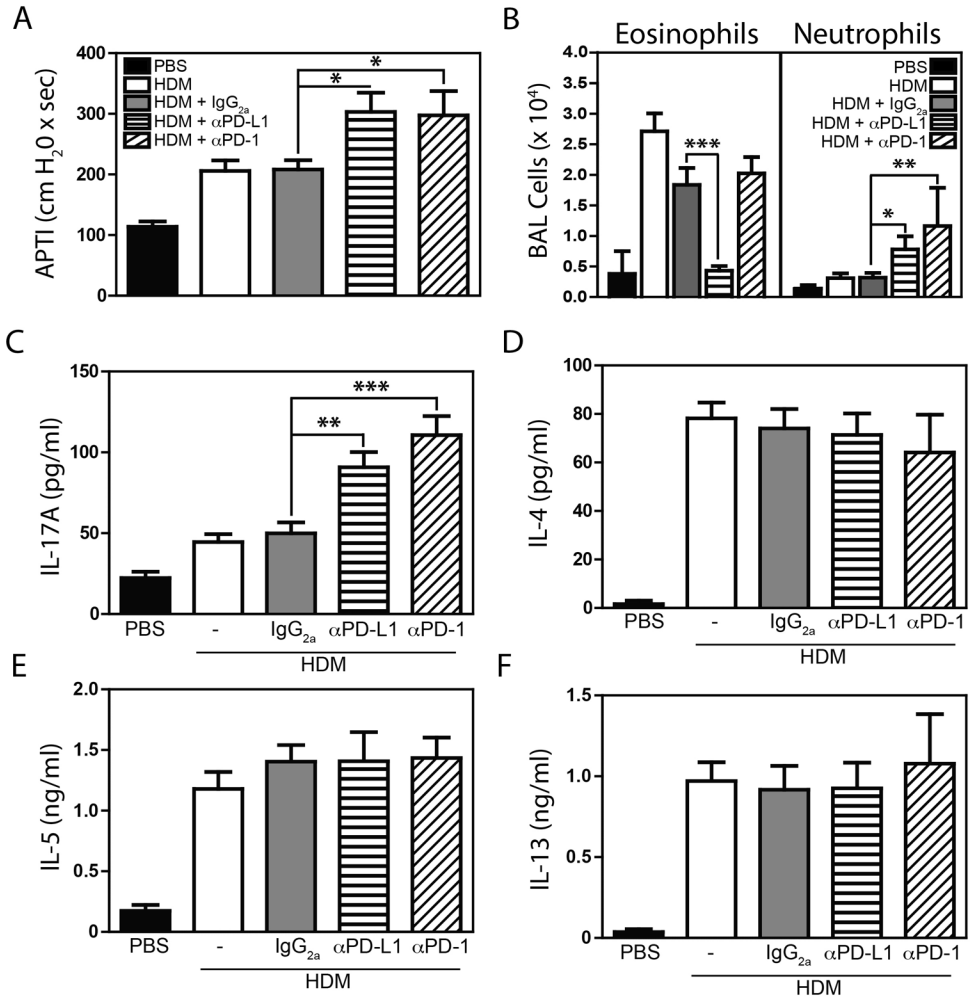 A
APTI (cm H₂0 x sec)
400
300
200
100
0
PBS
HDM
HDM + IgG₂ₐ
HDM + αPD-L1
HDM + αPD-1
*
*
B
Eosinophils
Neutrophils
BAL Cells (x 10⁴)
4.0
3.5
3.0
2.5
2.0
1.5
1.0
0.5
0.0
PBS
HDM
HDM + IgG₂ₐ
HDM + αPD-L1
HDM + αPD-1
***
**
*
C
IL-17A (pg/ml)
150
100
50
0
***
**
PBS - IgG₂ₐ αPD-L1 αPD-1
HDM
D
IL-4 (pg/ml)
100
80
60
40
20
0
PBS - IgG₂ₐ αPD-L1 αPD-1
HDM
E
IL-5 (ng/ml)
2.0
1.5
1.0
0.5
0
PBS - IgG₂ₐ αPD-L1 αPD-1
HDM
F
IL-13 (ng/ml)
1.5
1.0
0.5
0
PBS - IgG₂ₐ αPD-L1 αPD-1
HDM